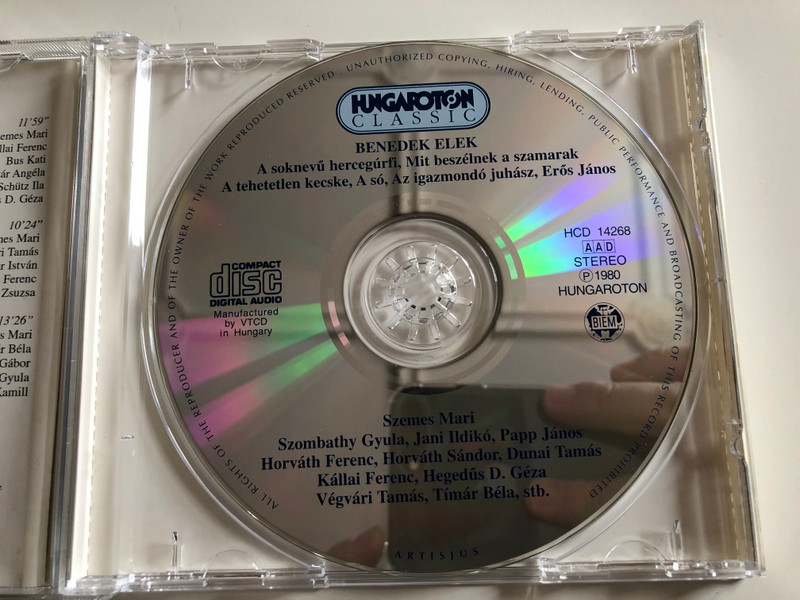 11'59"
Szemes Mari
Kállai Ferenc
Bus Kati
Angéla
Schütz Ila
D. Géza
10'24"
Mari
Tamás
István
Ferenc
Zsuzsa
13'26"
Mari
Béla
Gábor
Gyula
Kamill
ALL RIGHTS OF THE REPRODUCER AND OF THE OWNER OF THE WORK REPRODUCED RESERVED · UNAUTHORIZED COPYING, HIRING, LENDING, PUBLIC PERFORMANCE AND BROADCASTING OF THIS RECORD PROHIBITED
HUNGAROTON
CLASSIC
BENEDEK ELEK
A soknevű hercegúrfi, Mit beszélnek a szamarak
A tehetetlen kecske, A só, Az igazmondó juhász, Erős János
COMPACT
disc
DIGITAL AUDIO
Manufactured
by VTCD
in Hungary
HCD 14268
AAD
STEREO
Ⓟ 1980
HUNGAROTON
BIEM
Szemes Mari
Szombathy Gyula, Jani Ildikó, Papp János
Horváth Ferenc, Horváth Sándor, Dunai Tamás
Kállai Ferenc, Hegedűs D. Géza
Végvári Tamás, Tímár Béla, stb.
ARTISJUS